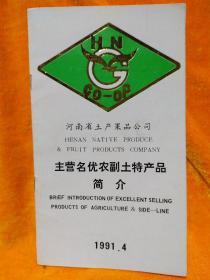 HN
G
CO-OP
河南省土产果品公司
HENAN NATIVE PRODUCE
& FRUIT PRODUCTS COMPANY
主营名优农副土特产品
简介
BRIEF INTRODUCTION OF EXCELLENT SELLING
PRODUCTS OF AGRICULTURE & SIDE—LINE
1991.4